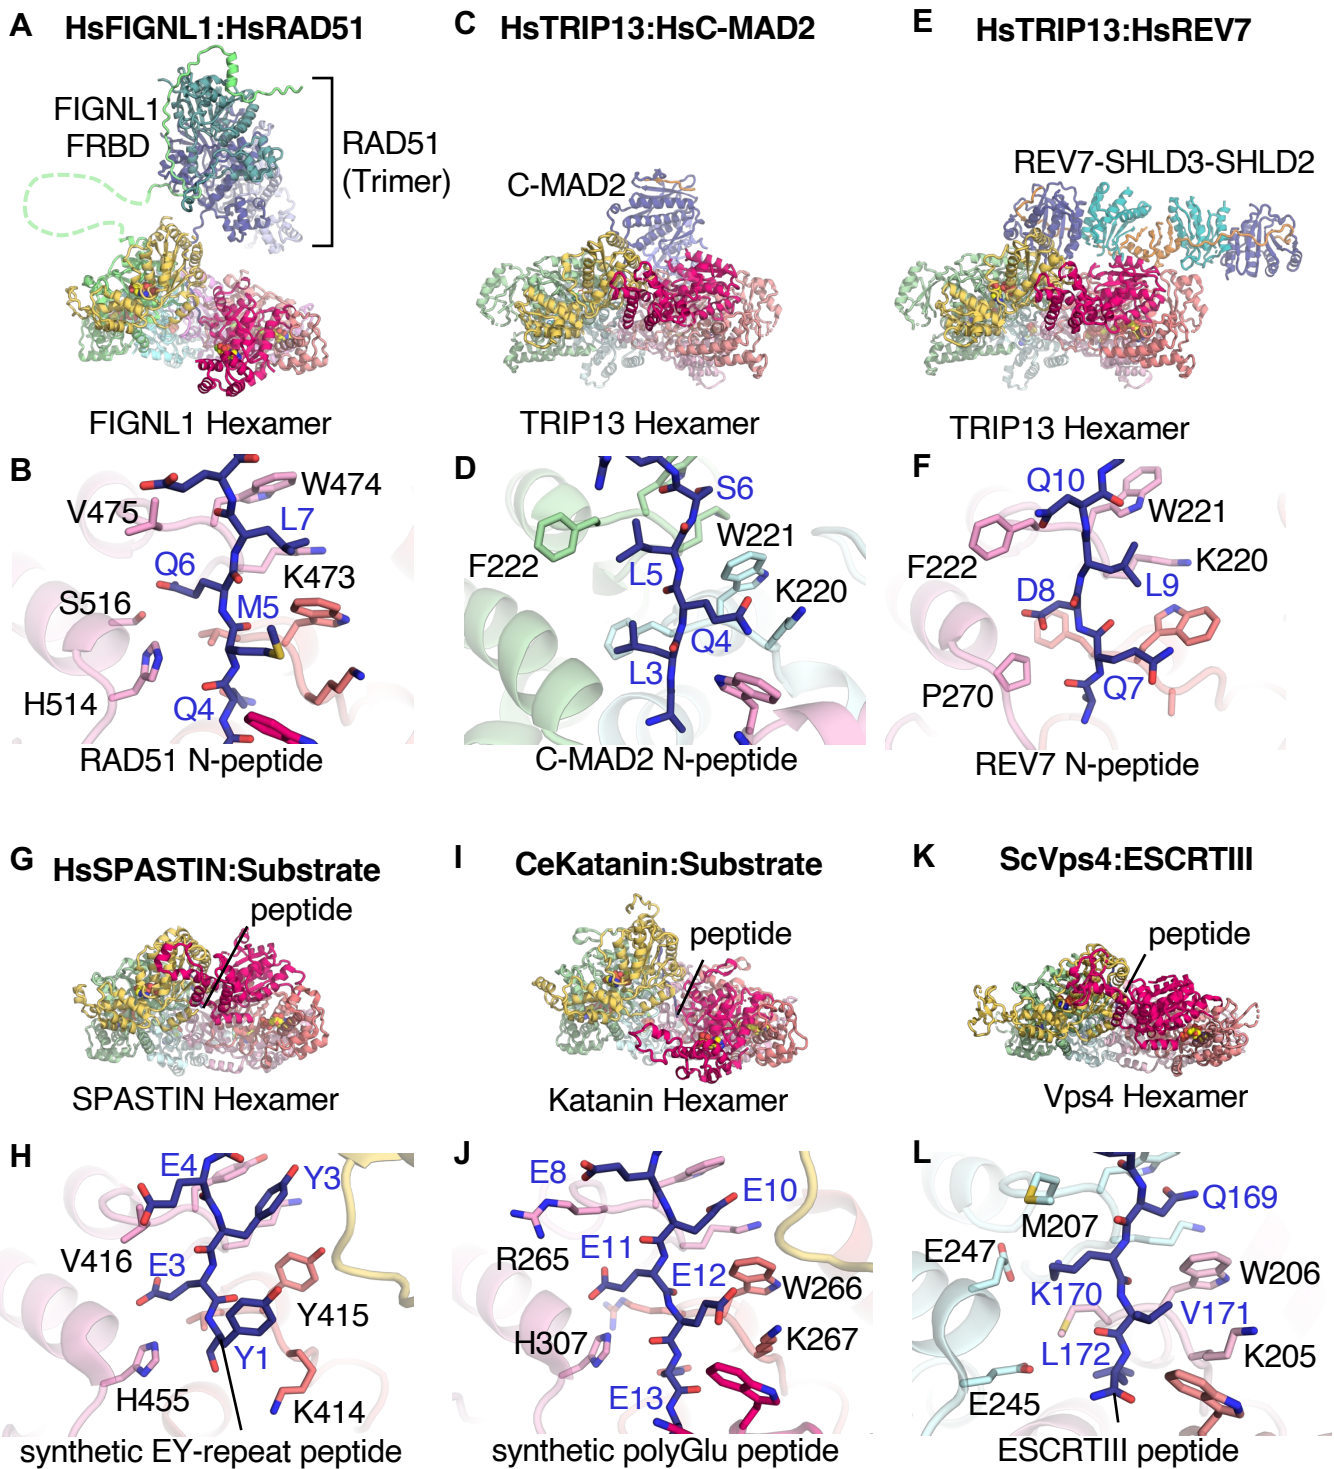 A HsFIGNL1:HsRAD51
FIGNL1
FRBD
RAD51
(Trimer)
FIGNL1 Hexamer
C HsTRIP13:HsC-MAD2
C-MAD2
TRIP13 Hexamer
E HsTRIP13:HsREV7
REV7-SHLD3-SHLD2
TRIP13 Hexamer
B
W474
V475
L7
Q6
K473
S516
M5
H514
Q4
RAD51 N-peptide
D
S6
W221
F222
L5
K220
Q4
L3
C-MAD2 N-peptide
F
Q10
W221
F222
K220
D8
L9
P270
Q7
REV7 N-peptide
G HsSPASTIN:Substrate
peptide
SPASTIN Hexamer
I CeKatanin:Substrate
peptide
Katanin Hexamer
K ScVps4:ESCRTIII
peptide
Vps4 Hexamer
H
E4
Y3
V416
E3
Y415
Y1
H455
K414
synthetic EY-repeat peptide
J
E8
E10
R265
E11
E12
W266
H307
K267
E13
synthetic polyGlu peptide
L
Q169
M207
E247
W206
K170
V171
L172
K205
E245
ESCRTIII peptide